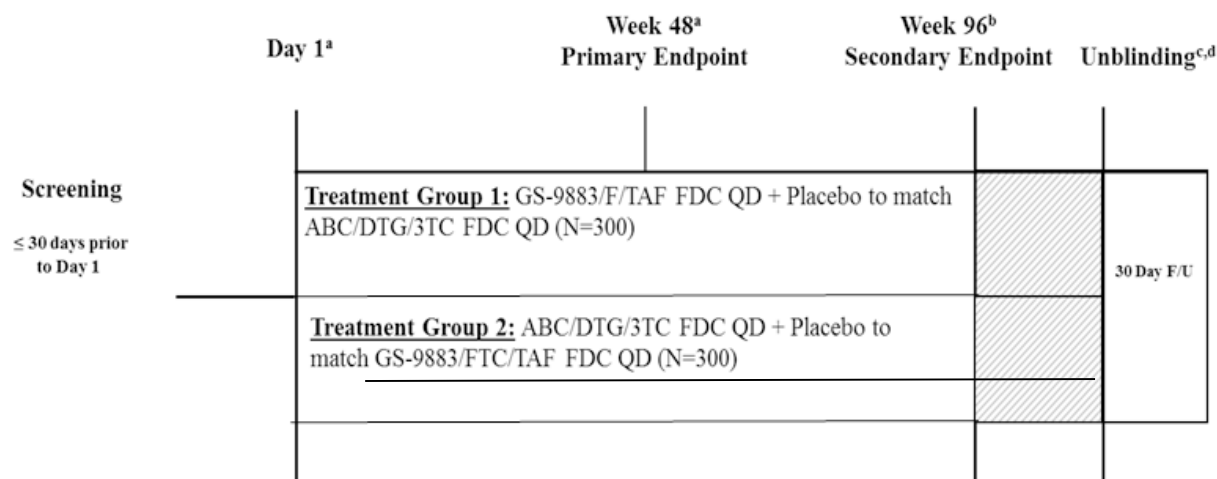 Day 1ᵃ
Week 48ᵃ
Primary Endpoint
Week 96ᵇ
Secondary Endpoint
Unblindingᶜ,ᵈ
Screening
≤ 30 days prior
to Day 1
Treatment Group 1: GS-9883/F/TAF FDC QD + Placebo to match
ABC/DTG/3TC FDC QD (N=300)
30 Day F/U
Treatment Group 2: ABC/DTG/3TC FDC QD + Placebo to
match GS-9883/FTC/TAF FDC QD (N=300)